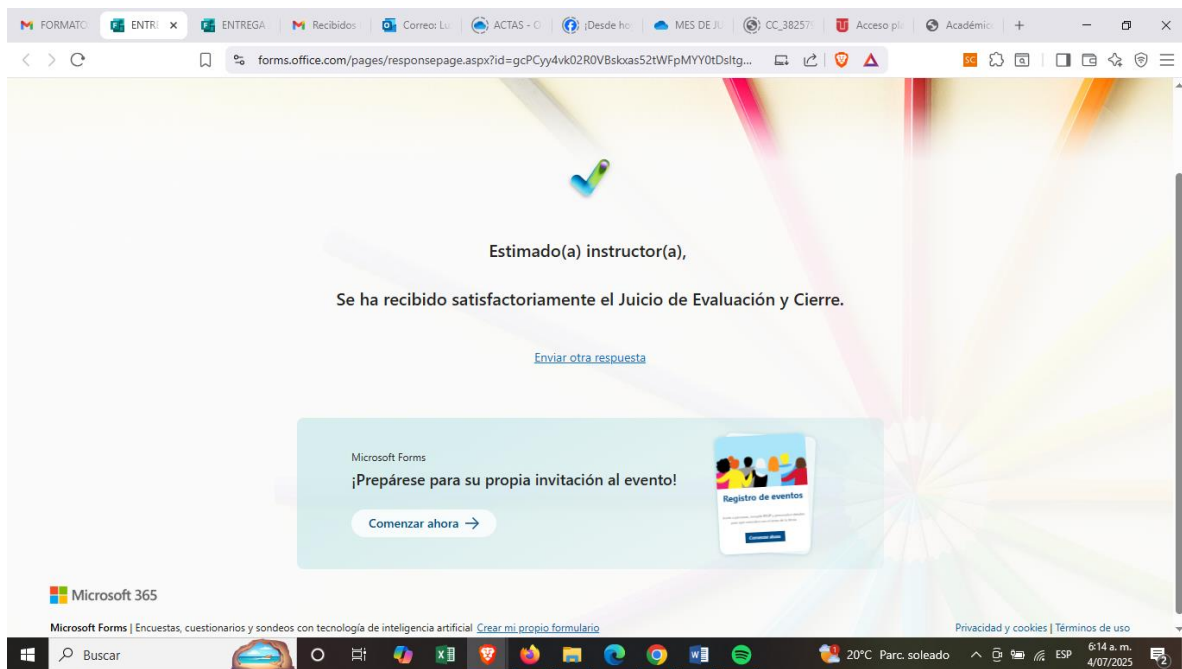 FORMATO
ENTRE
ENTREGA
Recibidos
Correo: Lu
ACTAS - O
¡Desde ho
MES DE JU
CC_38257
Acceso pl
Académic
forms.office.com/pages/responsepage.aspx?id=gcPCyy4vk02R0VBskxas52tWFpMYY0tDsItg...
SC
Estimado(a) instructor(a),
Se ha recibido satisfactoriamente el Juicio de Evaluación y Cierre.
Enviar otra respuesta
Microsoft Forms
¡Prepárese para su propia invitación al evento!
Comenzar ahora →
Registro de eventos
Comenzar ahora
Microsoft 365
Microsoft Forms | Encuestas, cuestionarios y sondeos con tecnología de inteligencia artificial Crear mi propio formulario
Privacidad y cookies | Términos de uso
Buscar
20°C Parc. soleado
ESP
6:14 a. m.
4/07/2025
2